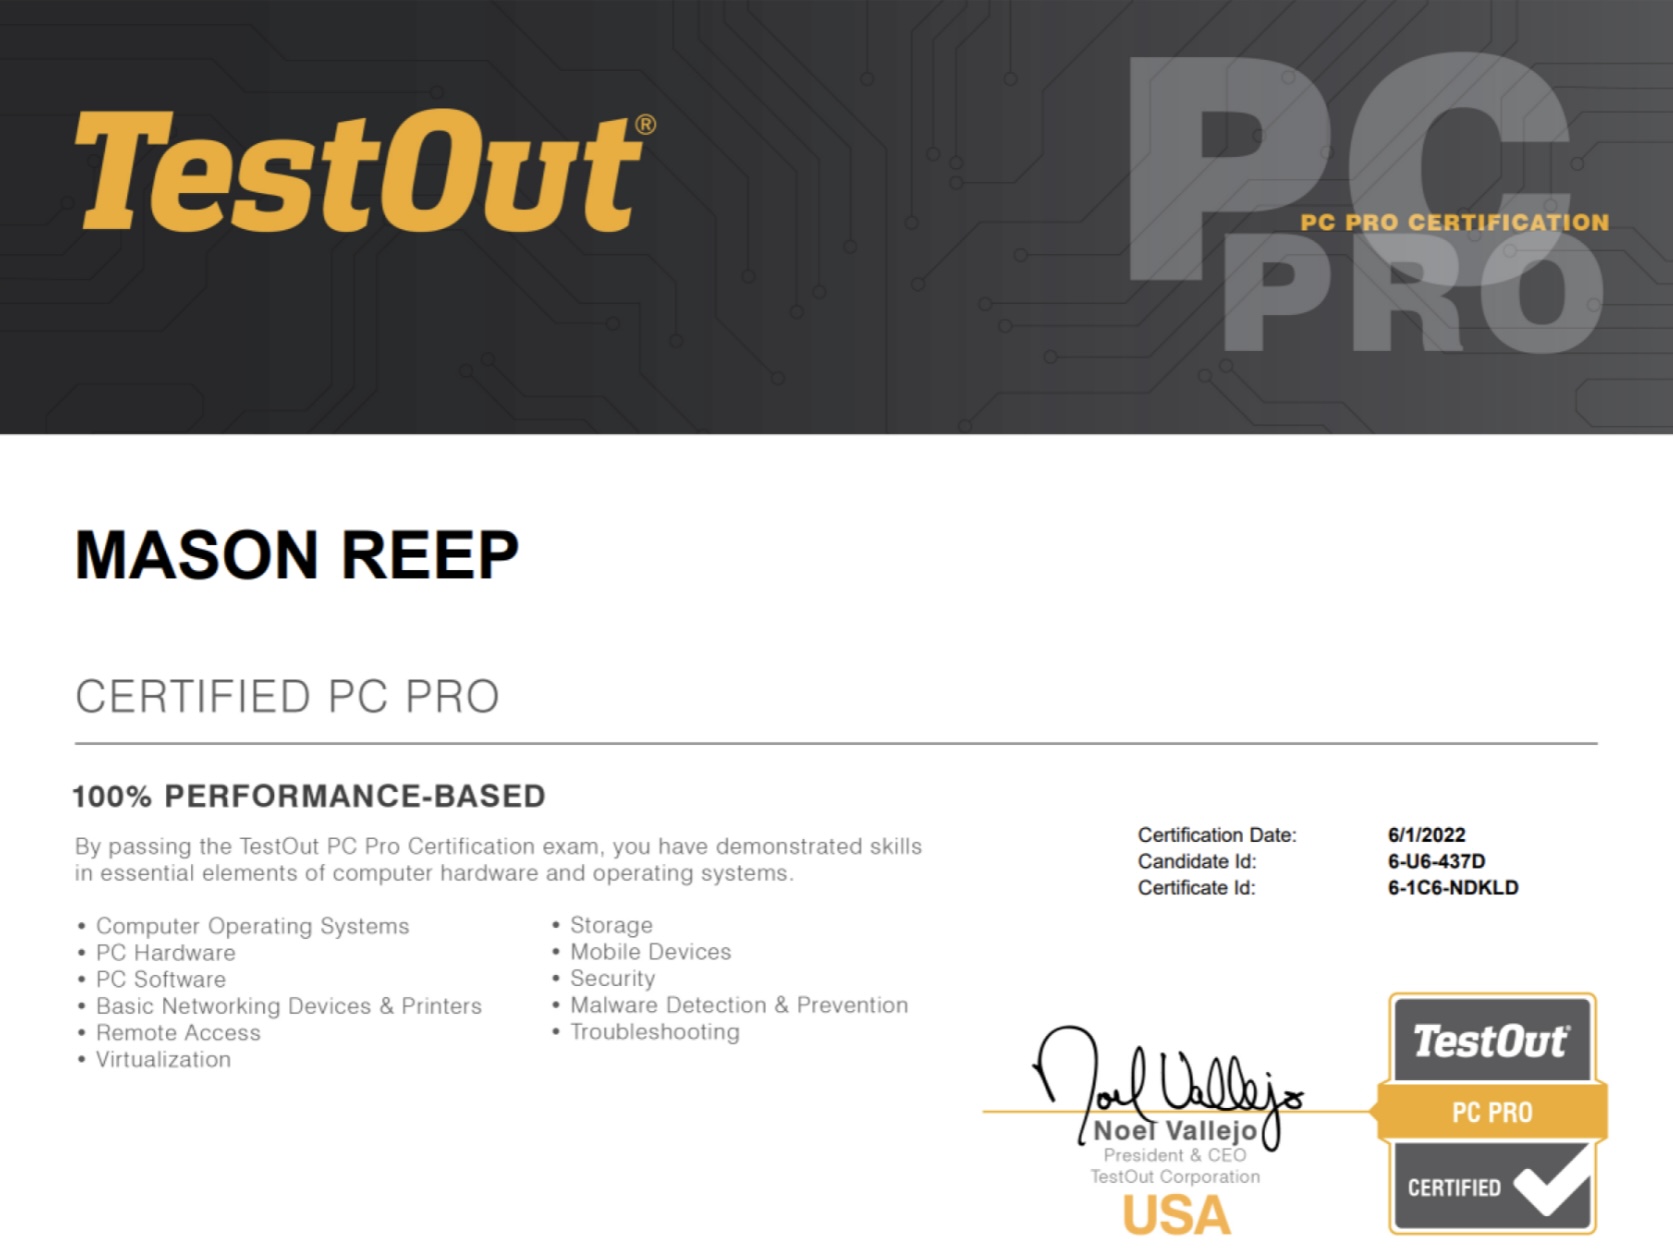 TestOut®
PC
PC PRO CERTIFICATION
PRO
MASON REEP
CERTIFIED PC PRO
100% PERFORMANCE-BASED
By passing the TestOut PC Pro Certification exam, you have demonstrated skills
in essential elements of computer hardware and operating systems.
• Computer Operating Systems
• PC Hardware
• PC Software
• Basic Networking Devices & Printers
• Remote Access
• Virtualization
• Storage
• Mobile Devices
• Security
• Malware Detection & Prevention
• Troubleshooting
Certification Date: 6/1/2022
Candidate Id: 6-U6-437D
Certificate Id: 6-1C6-NDKLD
Noel Vallejo
Noel Vallejo
President & CEO
TestOut Corporation
USA
TestOut®
PC PRO
CERTIFIED